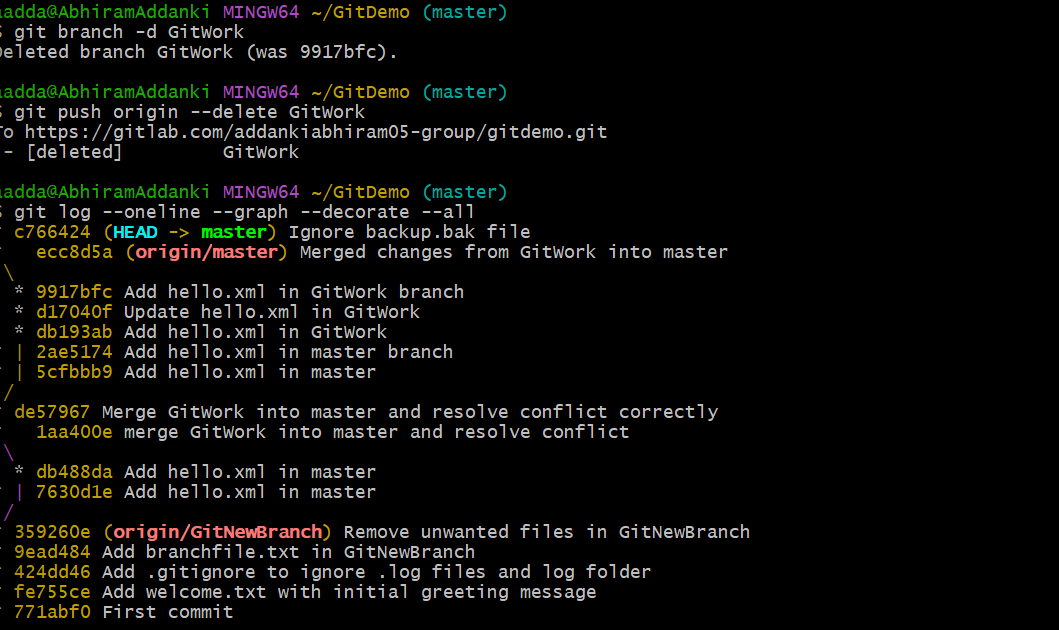 adda@AbhiramAddanki MINGW64 ~/GitDemo (master)
$ git branch -d GitWork
Deleted branch GitWork (was 9917bfc).
adda@AbhiramAddanki MINGW64 ~/GitDemo (master)
$ git push origin --delete GitWork
To https://gitlab.com/addankiabhiram05-group/gitdemo.git
- [deleted]         GitWork
adda@AbhiramAddanki MINGW64 ~/GitDemo (master)
$ git log --oneline --graph --decorate --all
* c766424 (HEAD -> master) Ignore backup.bak file
*   ecc8d5a (origin/master) Merged changes from GitWork into master
\
* 9917bfc Add hello.xml in GitWork branch
* d17040f Update hello.xml in GitWork
* db193ab Add hello.xml in GitWork
* | 2ae5174 Add hello.xml in master branch
* | 5cfbbb9 Add hello.xml in master
/
* de57967 Merge GitWork into master and resolve conflict correctly
*   1aa400e merge GitWork into master and resolve conflict
\
* db488da Add hello.xml in master
* | 7630d1e Add hello.xml in master
/
* 359260e (origin/GitNewBranch) Remove unwanted files in GitNewBranch
* 9ead484 Add branchfile.txt in GitNewBranch
* 424dd46 Add .gitignore to ignore .log files and log folder
* fe755ce Add welcome.txt with initial greeting message
* 771abf0 First commit